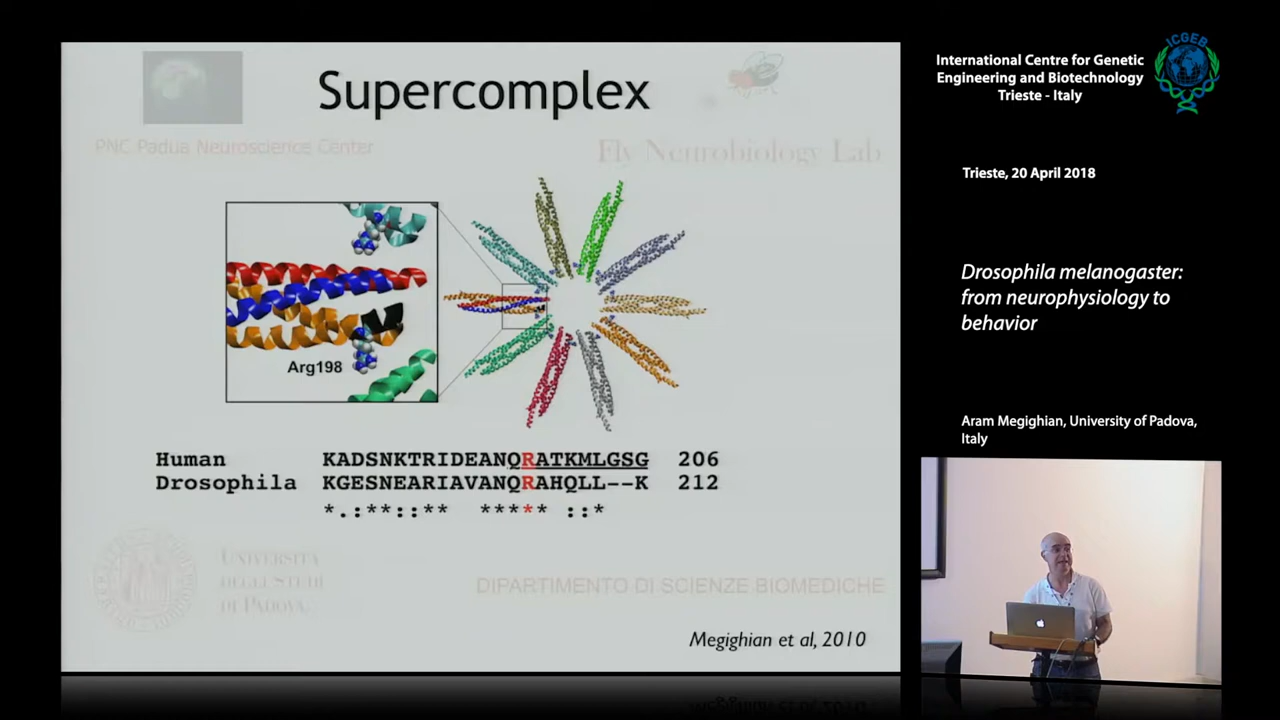 Supercomplex
PNC Padua Neuroscience Center
Fly Neurobiology Lab
Arg198
Human KADSNKTRIDEANQRATKMLGSG 206
Drosophila KGESNEARIAVANQRAHQLL--K 212
*.:**::** ***** ::*
UNIVERSITÀ
DEGLI STUDI
DI PADOVA
DIPARTIMENTO DI SCIENZE BIOMEDICHE
Megighian et al, 2010
ICGEB
International Centre for Genetic
Engineering and Biotechnology
Trieste - Italy
Trieste, 20 April 2018
Drosophila melanogaster:
from neurophysiology to
behavior
Aram Megighian, University of Padova,
Italy